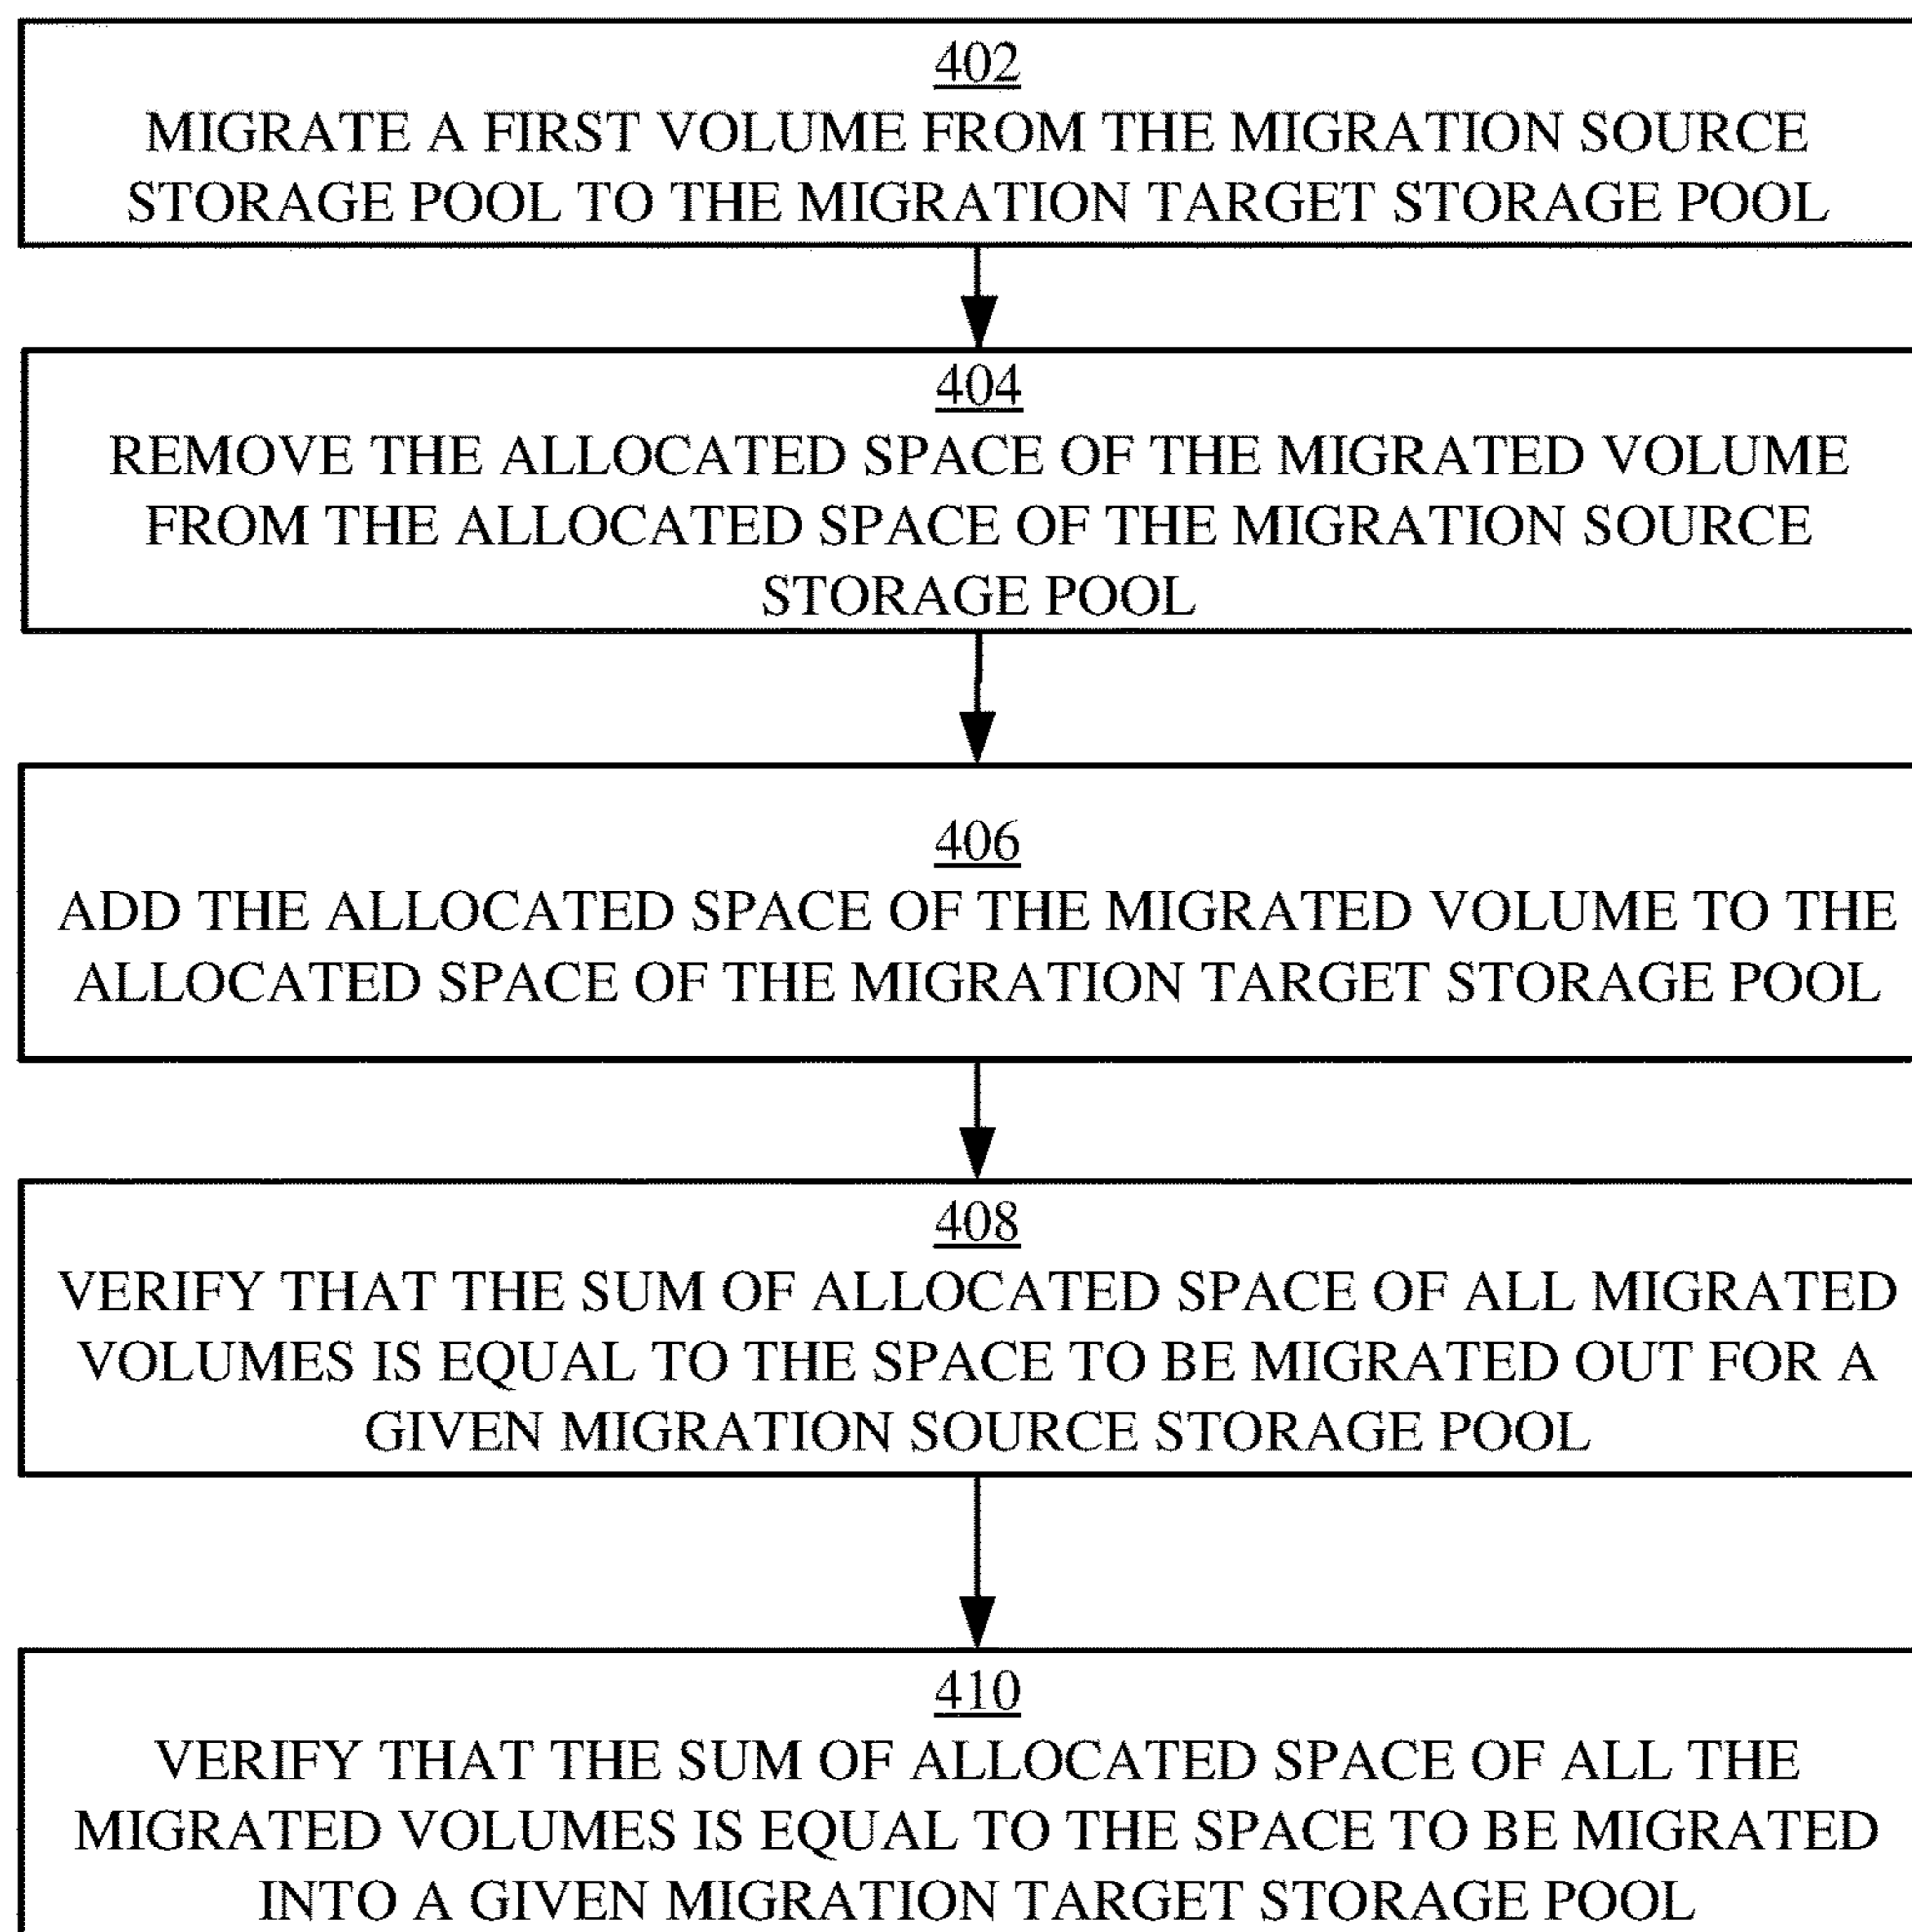 402
MIGRATE A FIRST VOLUME FROM THE MIGRATION SOURCE
STORAGE POOL TO THE MIGRATION TARGET STORAGE POOL
404
REMOVE THE ALLOCATED SPACE OF THE MIGRATED VOLUME
FROM THE ALLOCATED SPACE OF THE MIGRATION SOURCE
STORAGE POOL
406
ADD THE ALLOCATED SPACE OF THE MIGRATED VOLUME TO THE
ALLOCATED SPACE OF THE MIGRATION TARGET STORAGE POOL
408
VERIFY THAT THE SUM OF ALLOCATED SPACE OF ALL MIGRATED
VOLUMES IS EQUAL TO THE SPACE TO BE MIGRATED OUT FOR A
GIVEN MIGRATION SOURCE STORAGE POOL
410
VERIFY THAT THE SUM OF ALLOCATED SPACE OF ALL THE
MIGRATED VOLUMES IS EQUAL TO THE SPACE TO BE MIGRATED
INTO A GIVEN MIGRATION TARGET STORAGE POOL